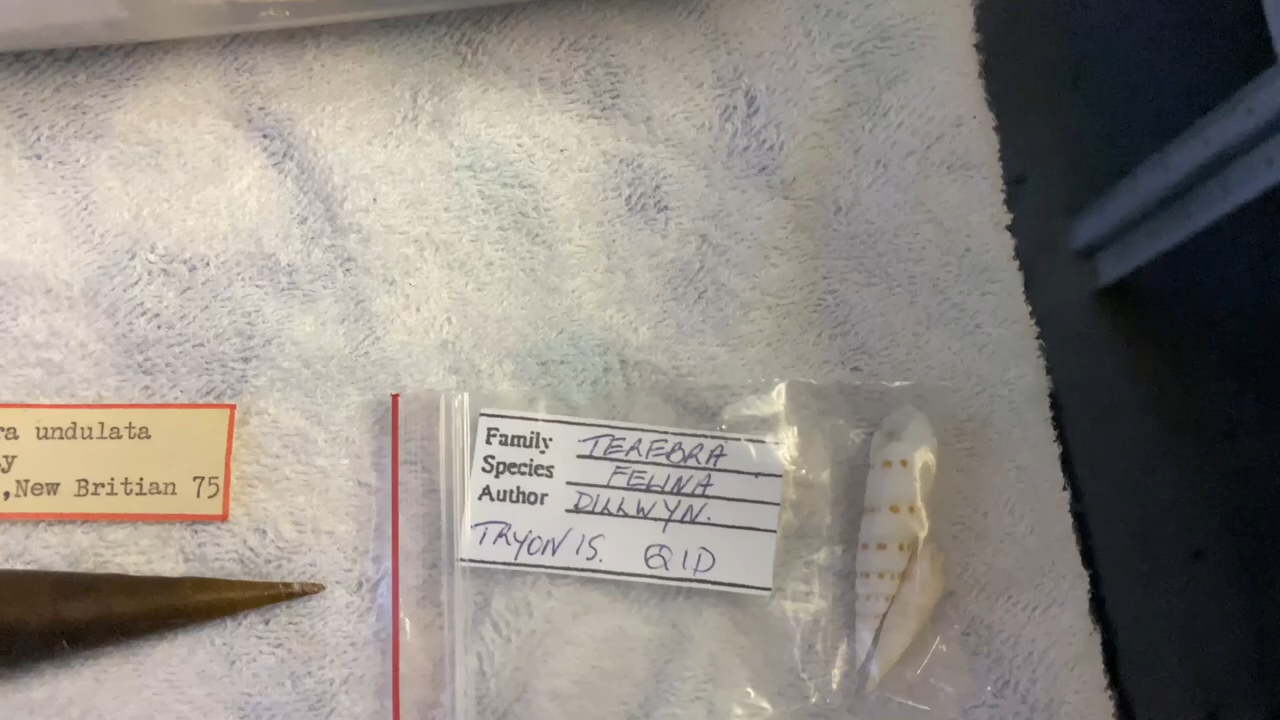 ra undulata
y
,New Britian 75
Family TEREBRA
Species FELINA
Author DILLWYN.
TRYON IS. QLD